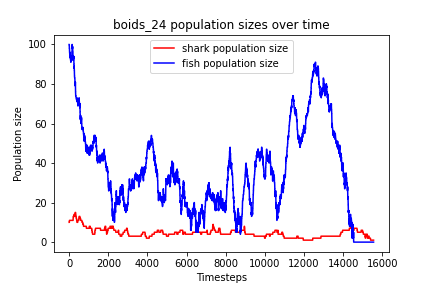 boids_24 population sizes over time
shark population size
fish population size
Population size
100
80
60
40
20
0
0 2000 4000 6000 8000 10000 12000 14000 16000
Timesteps